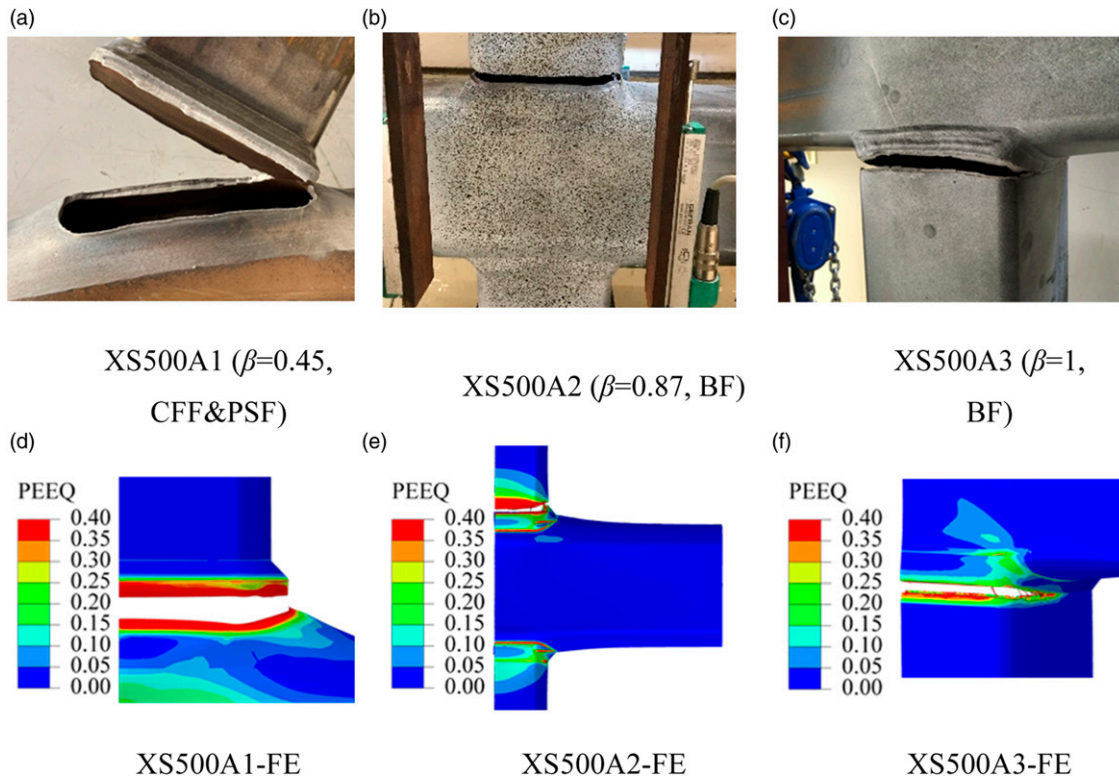 (a)
(b)
(c)
XS500A1 (β=0.45,
CFF&PSF)
XS500A2 (β=0.87, BF)
XS500A3 (β=1,
BF)
(d)
(e)
(f)
PEEQ
0.40
0.35
0.30
0.25
0.20
0.15
0.10
0.05
0.00
PEEQ
0.40
0.35
0.30
0.25
0.20
0.15
0.10
0.05
0.00
PEEQ
0.40
0.35
0.30
0.25
0.20
0.15
0.10
0.05
0.00
XS500A1-FE
XS500A2-FE
XS500A3-FE